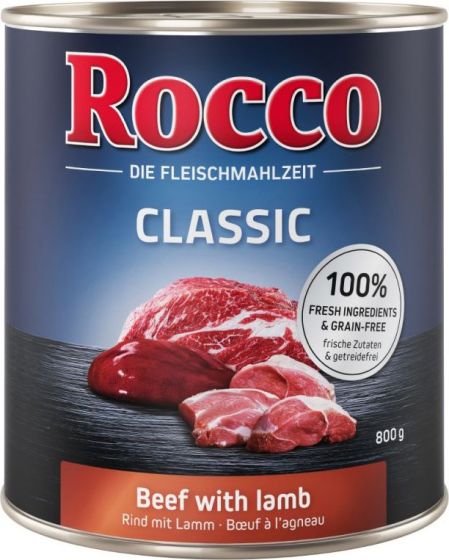 Rocco
DIE FLEISCHMAHLZEIT
CLASSIC
100%
FRESH INGREDIENTS
& GRAIN-FREE
frische Zutaten
& getreidefrei
800 g
Beef with lamb
Rind mit Lamm · Bœuf à l'agneau